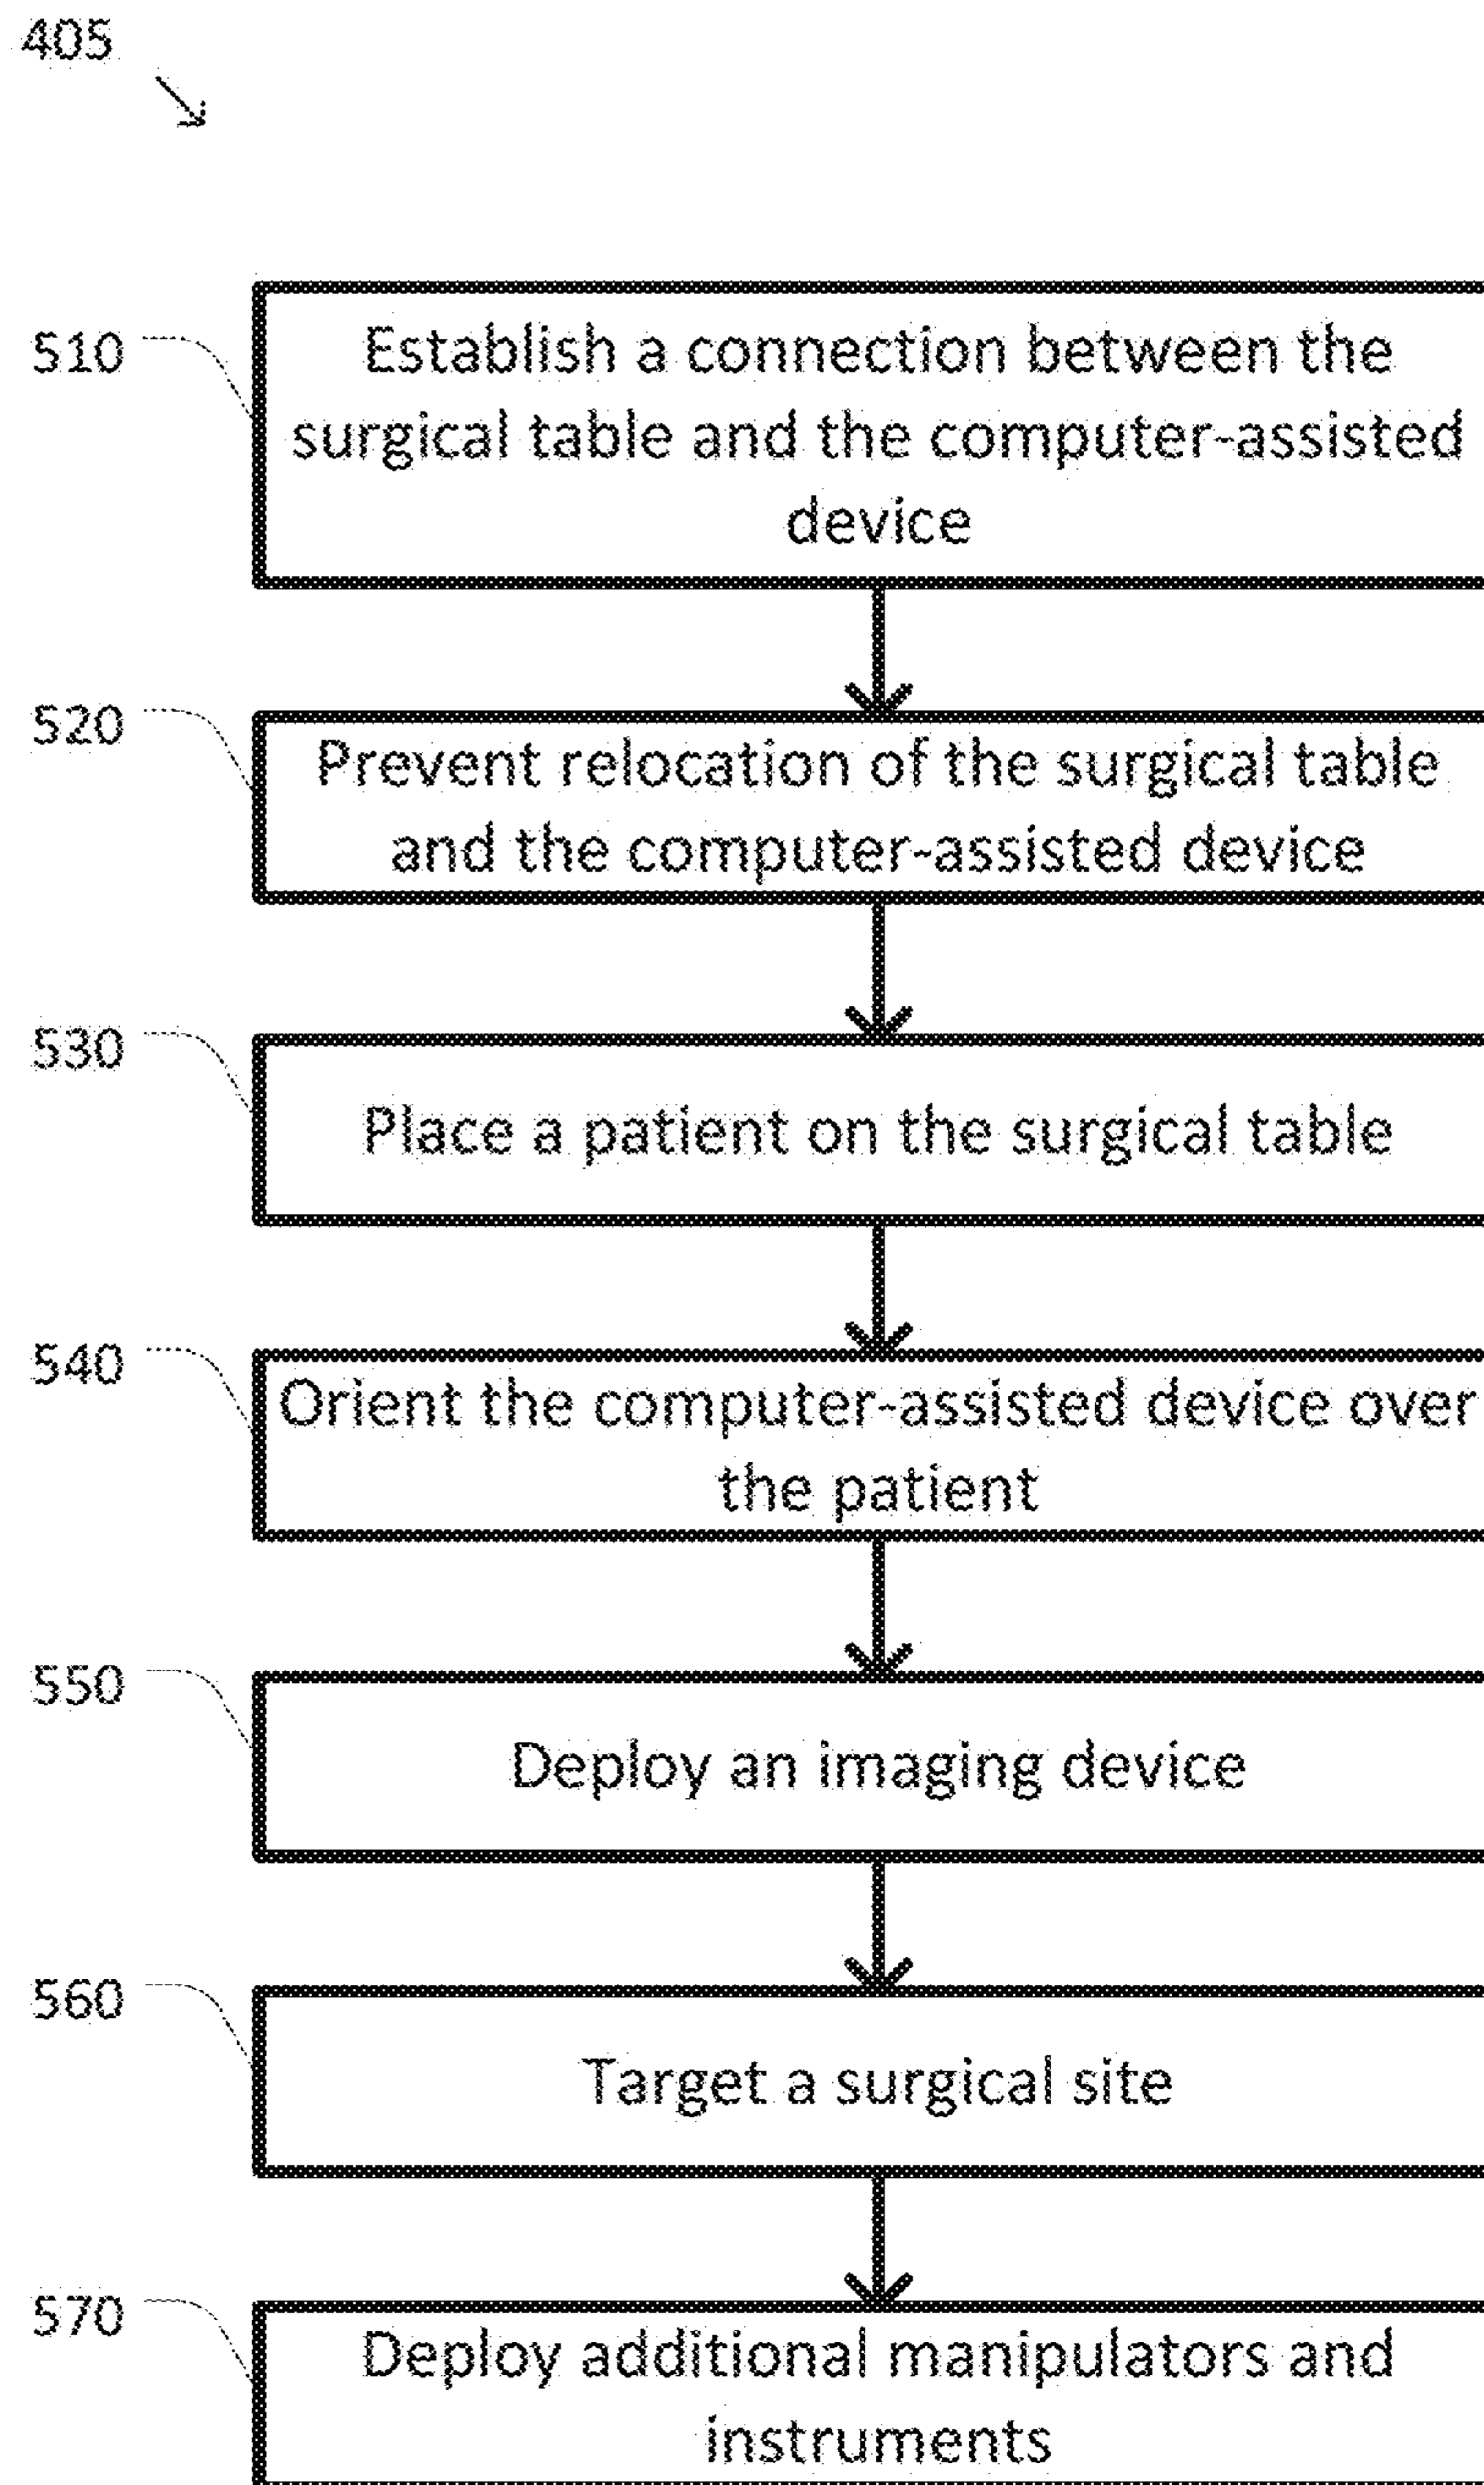 405
510
Establish a connection between the
surgical table and the computer-assisted
device
520
Prevent relocation of the surgical table
and the computer-assisted device
530
Place a patient on the surgical table
540
Orient the computer-assisted device over
the patient
550
Deploy an imaging device
560
Target a surgical site
570
Deploy additional manipulators and
instruments